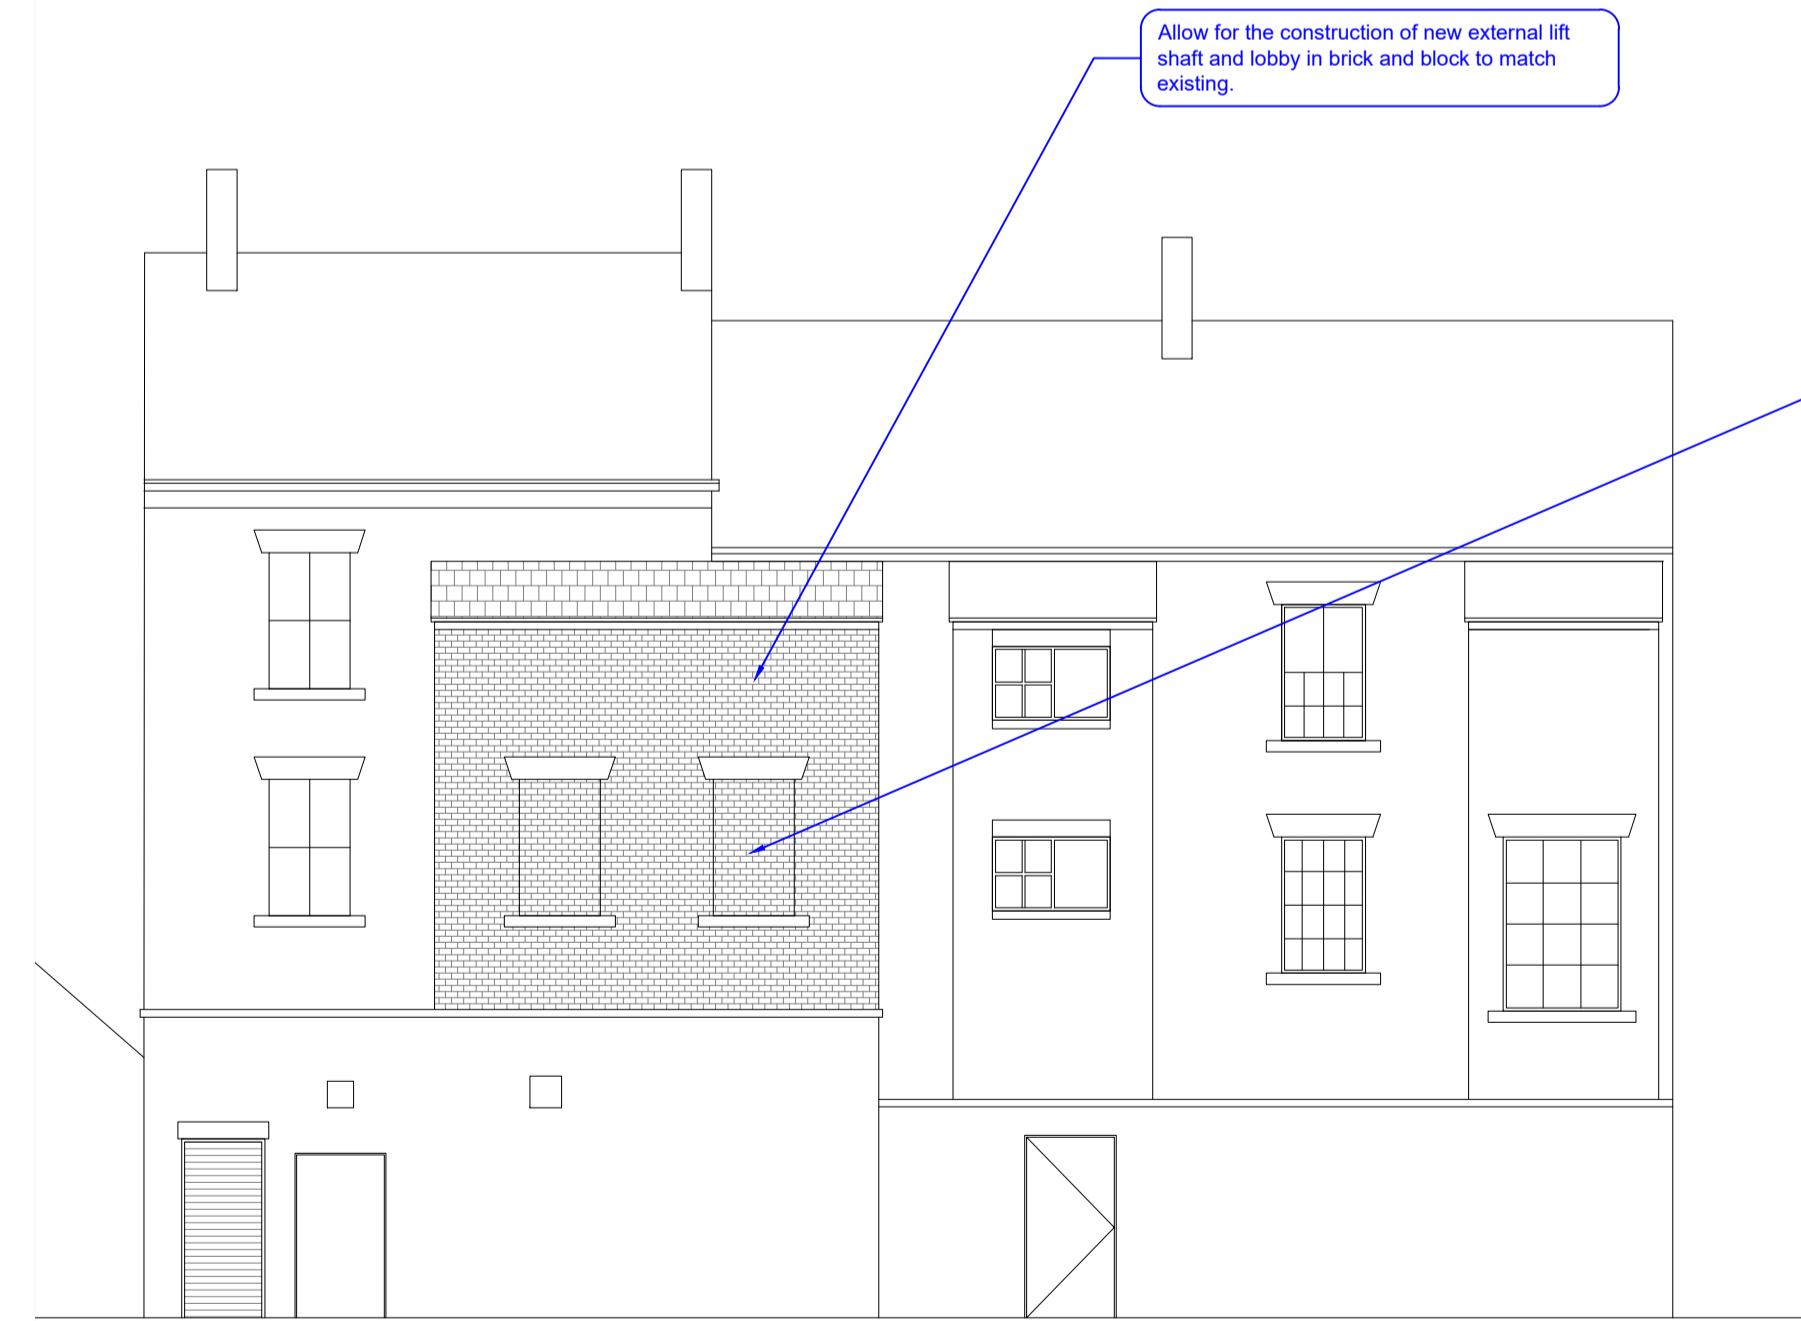 Allow for the construction of new external lift
shaft and lobby in brick and block to match
existing.